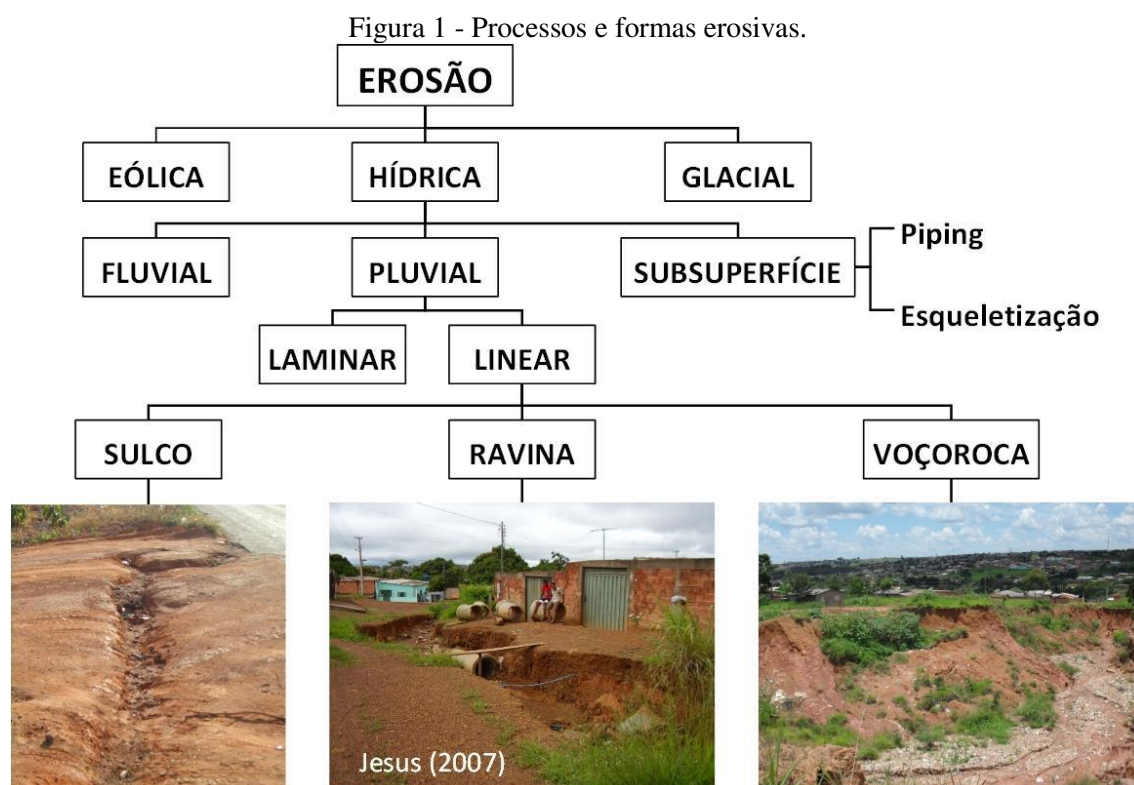 Figura 1 - Processos e formas erosivas.
EROSÃO
EÓLICA
HÍDRICA
GLACIAL
FLUVIAL
PLUVIAL
SUBSUPERFÍCIE
Piping
Esqueletização
LAMINAR
LINEAR
SULCO
RAVINA
VOÇOROCA
Jesus (2007)